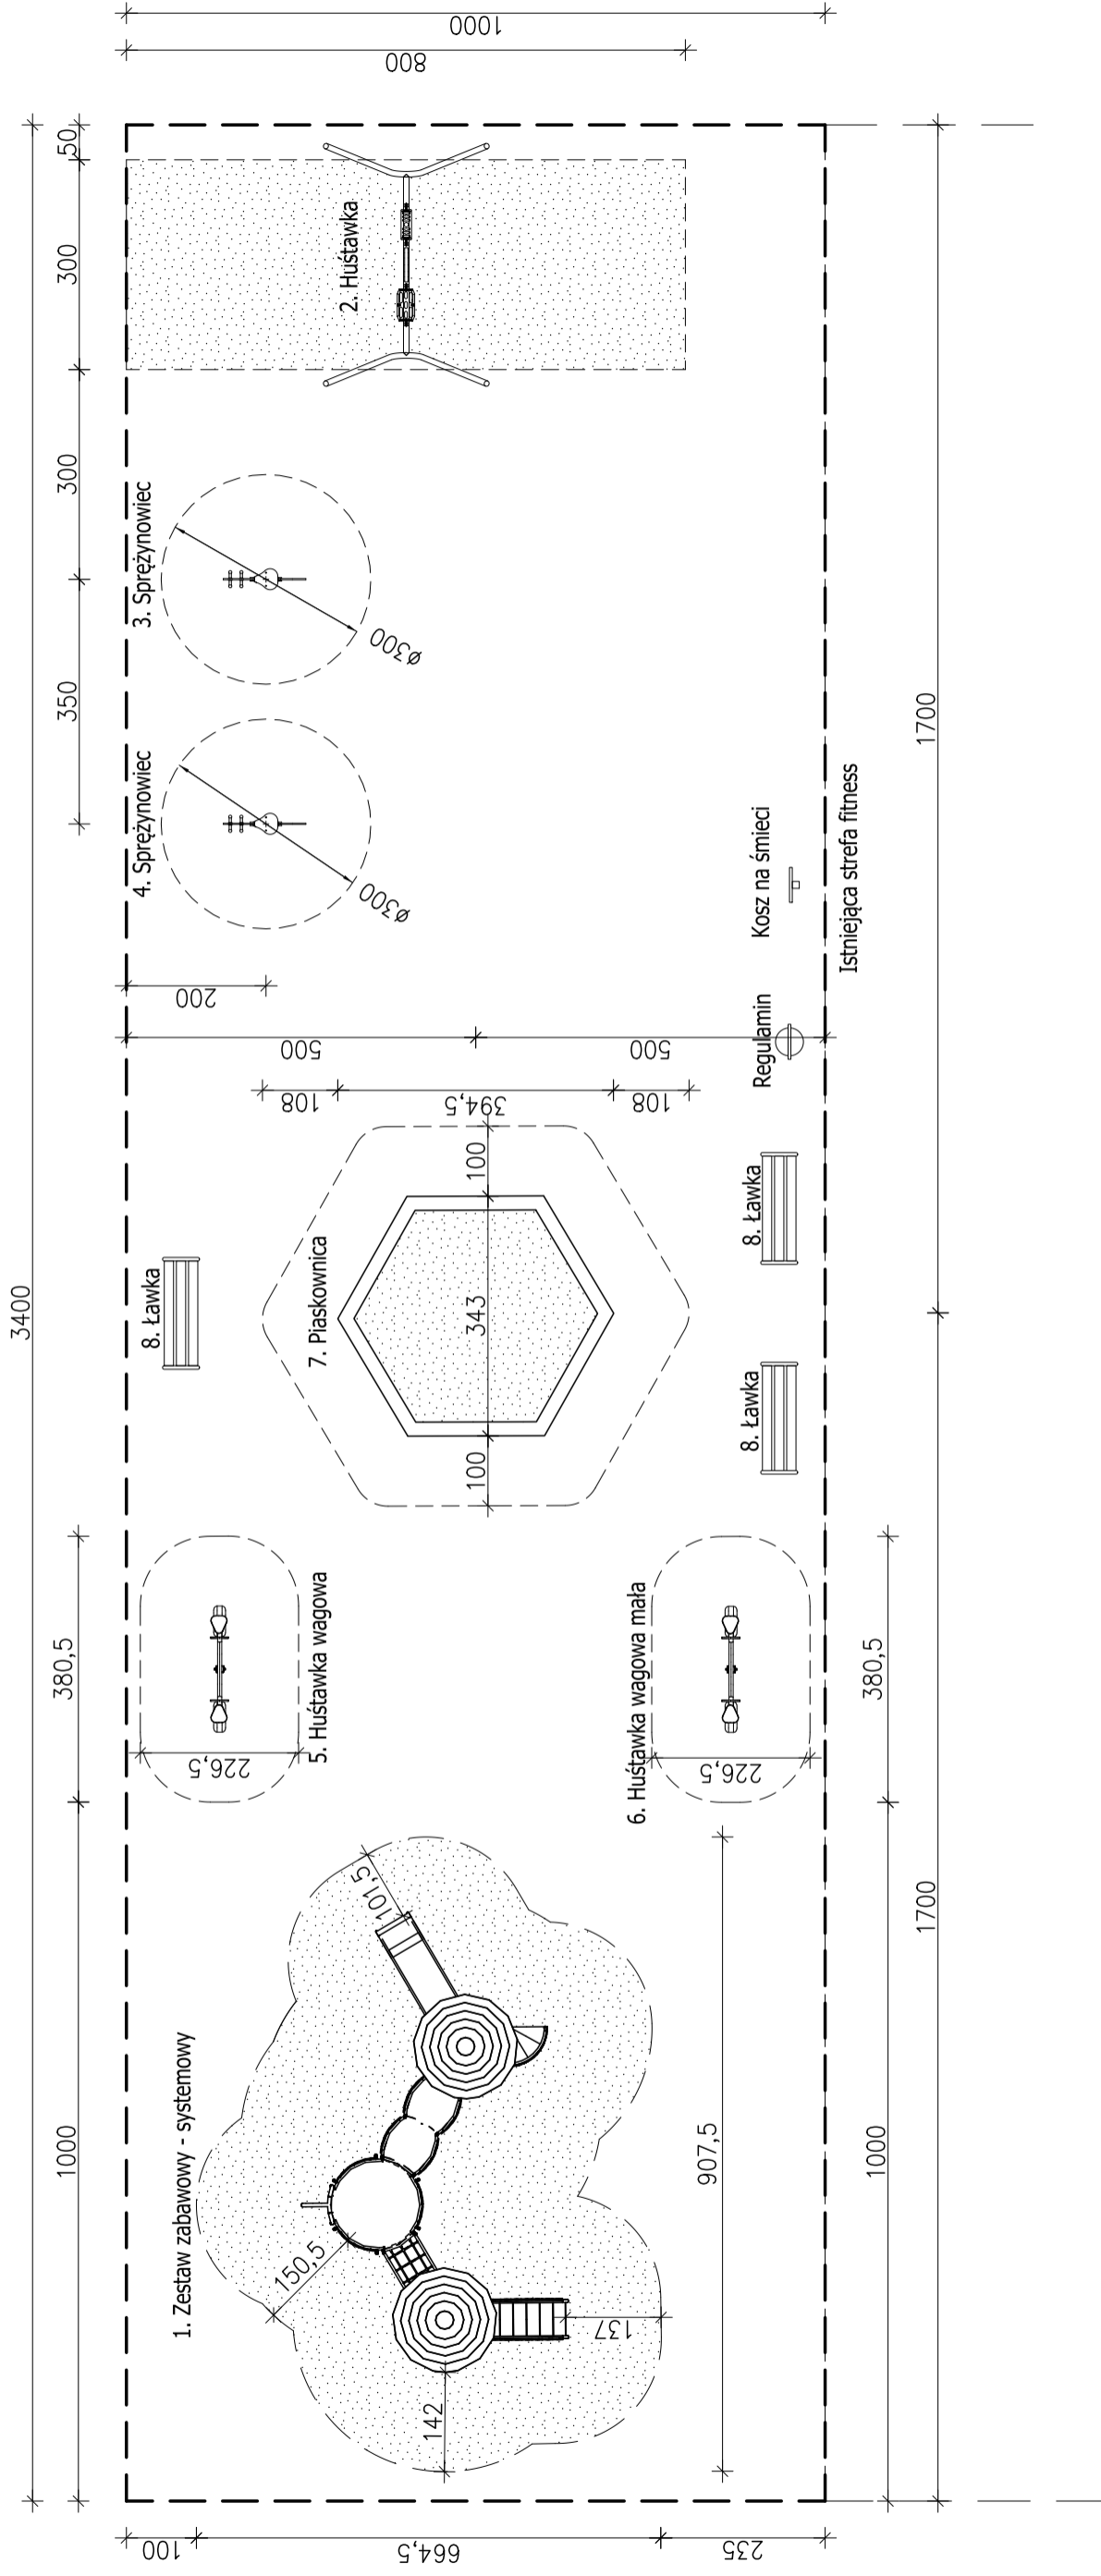 3400
1000
380,5
350
300
300
50
1000
800
1. Zestaw zabawowy - systemowy
150,5
142
137
101,5
907,5
100
664,5
235
5. Huśtawka wagowa
226,5
6. Huśtawka wagowa mała
226,5
8. Ławka
7. Piaskownica
100
343
100
108
394,5
108
8. Ławka
8. Ławka
500
500
200
4. Sprężynowiec
ø300
3. Sprężynowiec
ø300
2. Huśtawka
Regulamin
Kosz na śmieci
Istniejąca strefa fitness
1000
380,5
1700
1700